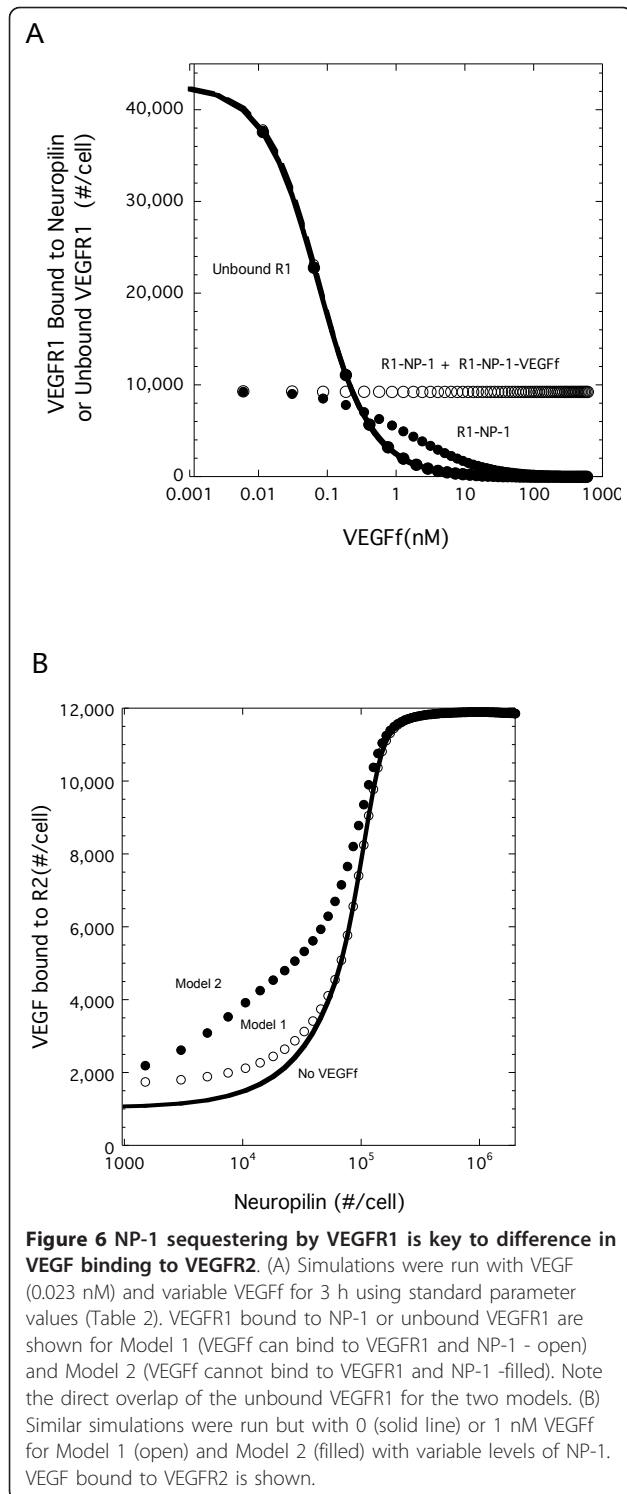 A
VEGFR1 Bound to Neuropilin
or Unbound VEGFR1 (#/cell)
40,000
30,000
20,000
10,000
0
Unbound R1
R1-NP-1 + R1-NP-1-VEGFf
R1-NP-1
0.001 0.01 0.1 1 10 100 1000
VEGFf(nM)
B
VEGF bound to R2(#/cell)
12,000
10,000
8,000
6,000
4,000
2,000
0
Model 2
Model 1
No VEGFf
1000 10⁴ 10⁵ 10⁶
Neuropilin (#/cell)
Figure 6 NP-1 sequestering by VEGFR1 is key to difference in
VEGF binding to VEGFR2. (A) Simulations were run with VEGF
(0.023 nM) and variable VEGFf for 3 h using standard parameter
values (Table 2). VEGFR1 bound to NP-1 or unbound VEGFR1 are
shown for Model 1 (VEGFf can bind to VEGFR1 and NP-1 - open)
and Model 2 (VEGFf cannot bind to VEGFR1 and NP-1 -filled). Note
the direct overlap of the unbound VEGFR1 for the two models. (B)
Similar simulations were run but with 0 (solid line) or 1 nM VEGFf
for Model 1 (open) and Model 2 (filled) with variable levels of NP-1.
VEGF bound to VEGFR2 is shown.